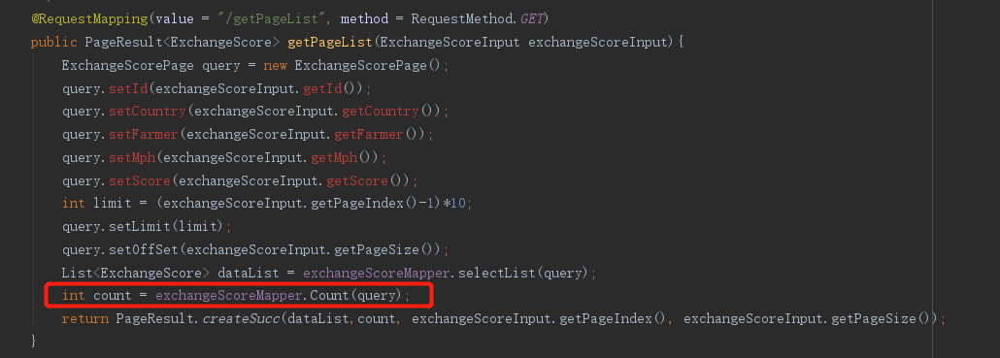 @RequestMapping(value = "/getPageList", method = RequestMethod.GET)
public PageResult<ExchangeScore> getPageList(ExchangeScoreInput exchangeScoreInput){
ExchangeScorePage query = new ExchangeScorePage();
query.setId(exchangeScoreInput.getId());
query.setCountry(exchangeScoreInput.getCountry());
query.setFarmer(exchangeScoreInput.getFarmer());
query.setMph(exchangeScoreInput.getMph());
query.setScore(exchangeScoreInput.getScore());
int limit = (exchangeScoreInput.getPageIndex()-1)*10;
query.setLimit(limit);
query.setOffSet(exchangeScoreInput.getPageSize());
List<ExchangeScore> dataList = exchangeScoreMapper.selectList(query);
int count = exchangeScoreMapper.Count(query);
return PageResult.createSucc(dataList,count, exchangeScoreInput.getPageIndex(), exchangeScoreInput.getPageSize());
}